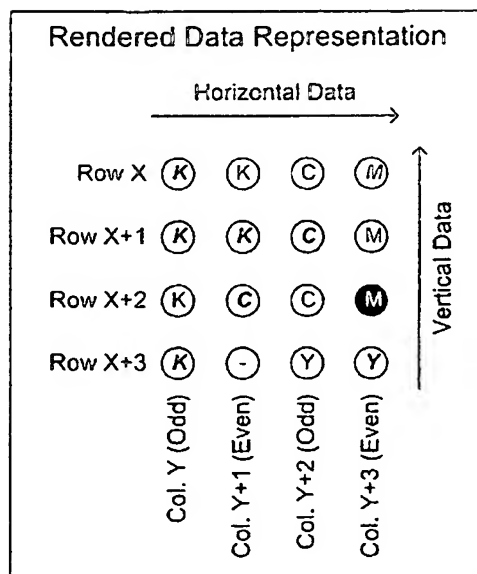 Rendered Data Representation
Horizontal Data
Row X K K C M
Row X+1 K K C M
Row X+2 K C C M
Row X+3 K - Y Y
Vertical Data
Col. Y (Odd)
Col. Y+1 (Even)
Col. Y+2 (Odd)
Col. Y+3 (Even)